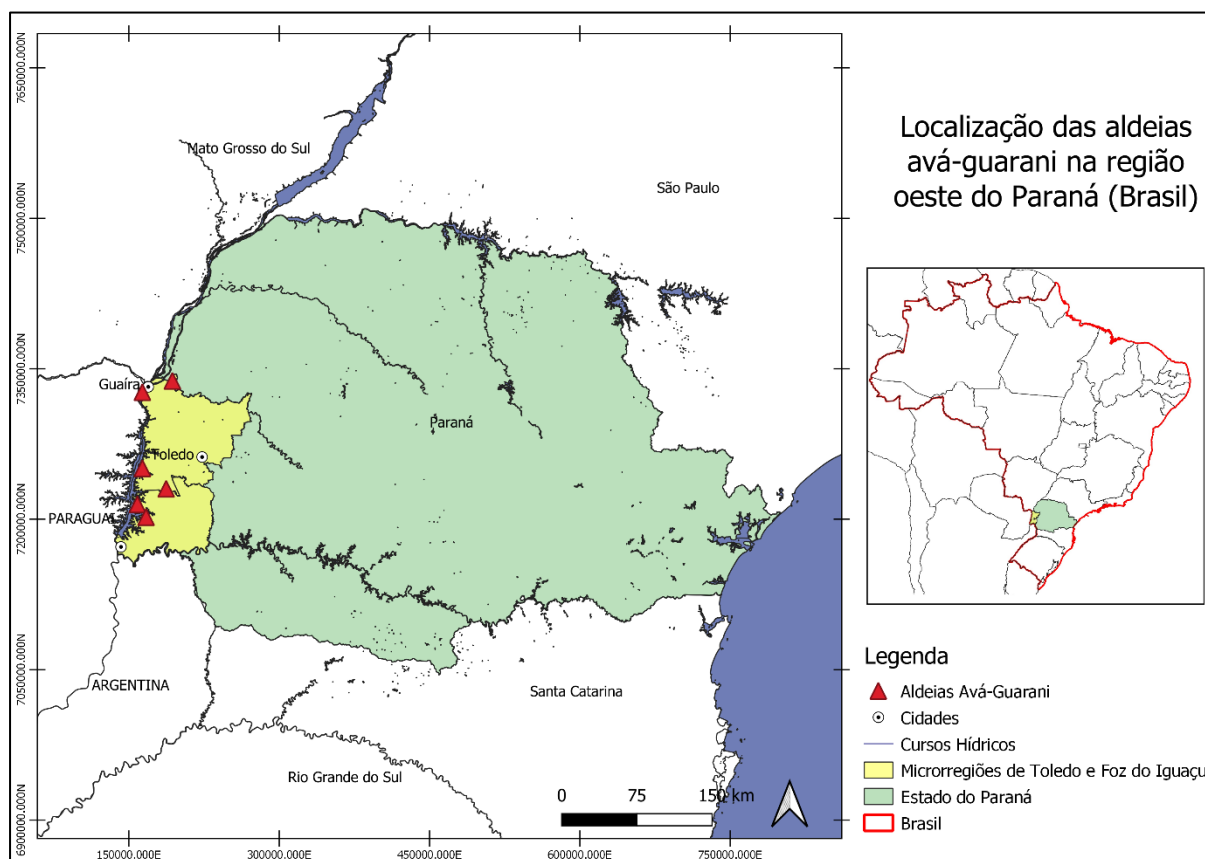 Localização das aldeias
avá-guarani na região
oeste do Paraná (Brasil)
Mato Grosso do Sul
São Paulo
Guaíra
Paraná
Toledo
PARAGUAI
ARGENTINA
Santa Catarina
Rio Grande do Sul
0 75 150 km
7650000.000N
7500000.000N
7350000.000N
7200000.000N
7050000.000N
6900000.000N
150000.000E 300000.000E 450000.000E 600000.000E 750000.000E
Legenda
Aldeias Avá-Guarani
Cidades
Cursos Hídricos
Microrregiões de Toledo e Foz do Iguaçu
Estado do Paraná
Brasil